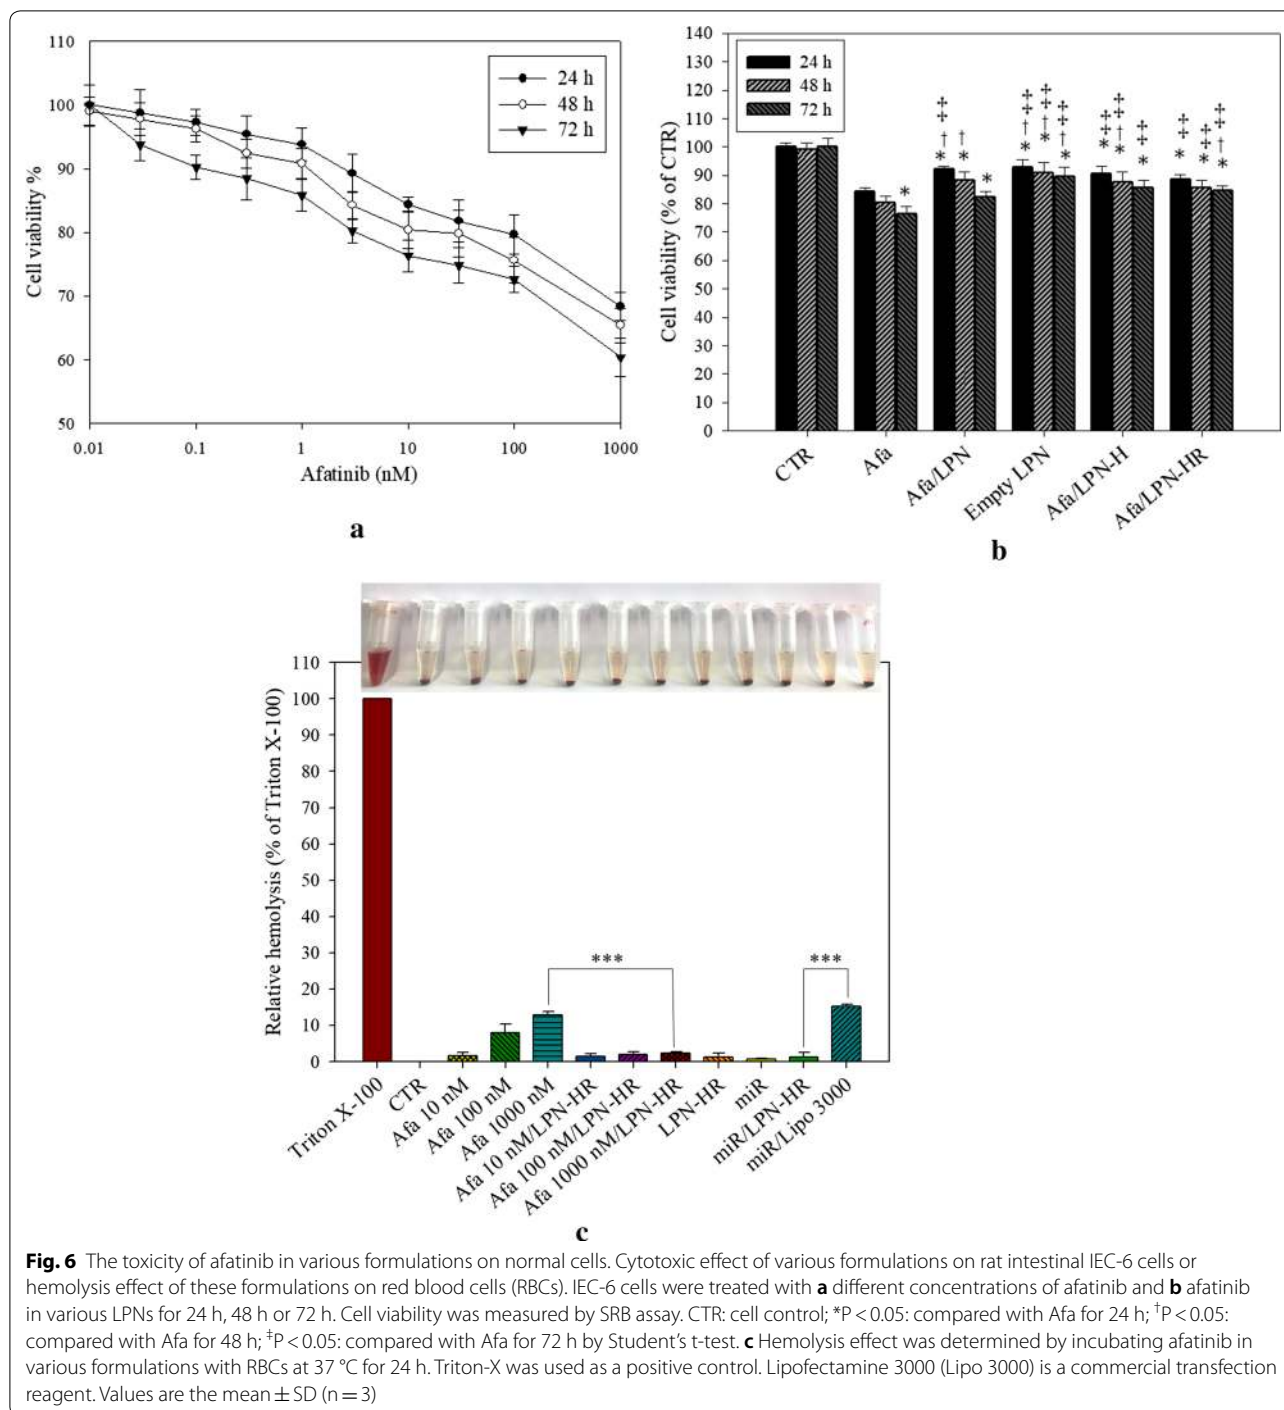 110
100
90
80
70
60
50
Cell viability %
24 h
48 h
72 h
0.01
0.1
1
10
100
1000
Afatinib (nM)
a
140
130
120
110
100
90
80
70
60
50
40
30
20
10
0
Cell viability (% of CTR)
24 h
48 h
72 h
*
*†‡
*†
*
*†‡
*†‡
*†‡
*‡
*†‡
*‡
*‡
*‡
*†‡
CTR
Afa
Afa/LPN
Empty LPN
Afa/LPN-H
Afa/LPN-HR
b
110
100
90
80
70
60
50
40
30
20
10
0
Relative hemolysis (% of Triton X-100)
***
***
Triton X-100
CTR
Afa 10 nM
Afa 100 nM
Afa 1000 nM
Afa 10 nM/LPN-HR
Afa 100 nM/LPN-HR
Afa 1000 nM/LPN-HR
LPN-HR
miR
miR/LPN-HR
miR/Lipo 3000
c
Fig. 6 The toxicity of afatinib in various formulations on normal cells. Cytotoxic effect of various formulations on rat intestinal IEC-6 cells or
hemolysis effect of these formulations on red blood cells (RBCs). IEC-6 cells were treated with a different concentrations of afatinib and b afatinib
in various LPNs for 24 h, 48 h or 72 h. Cell viability was measured by SRB assay. CTR: cell control; *P < 0.05: compared with Afa for 24 h; †P < 0.05:
compared with Afa for 48 h; ‡P < 0.05: compared with Afa for 72 h by Student's t-test. c Hemolysis effect was determined by incubating afatinib in
various formulations with RBCs at 37 °C for 24 h. Triton-X was used as a positive control. Lipofectamine 3000 (Lipo 3000) is a commercial transfection
reagent. Values are the mean ± SD (n = 3)